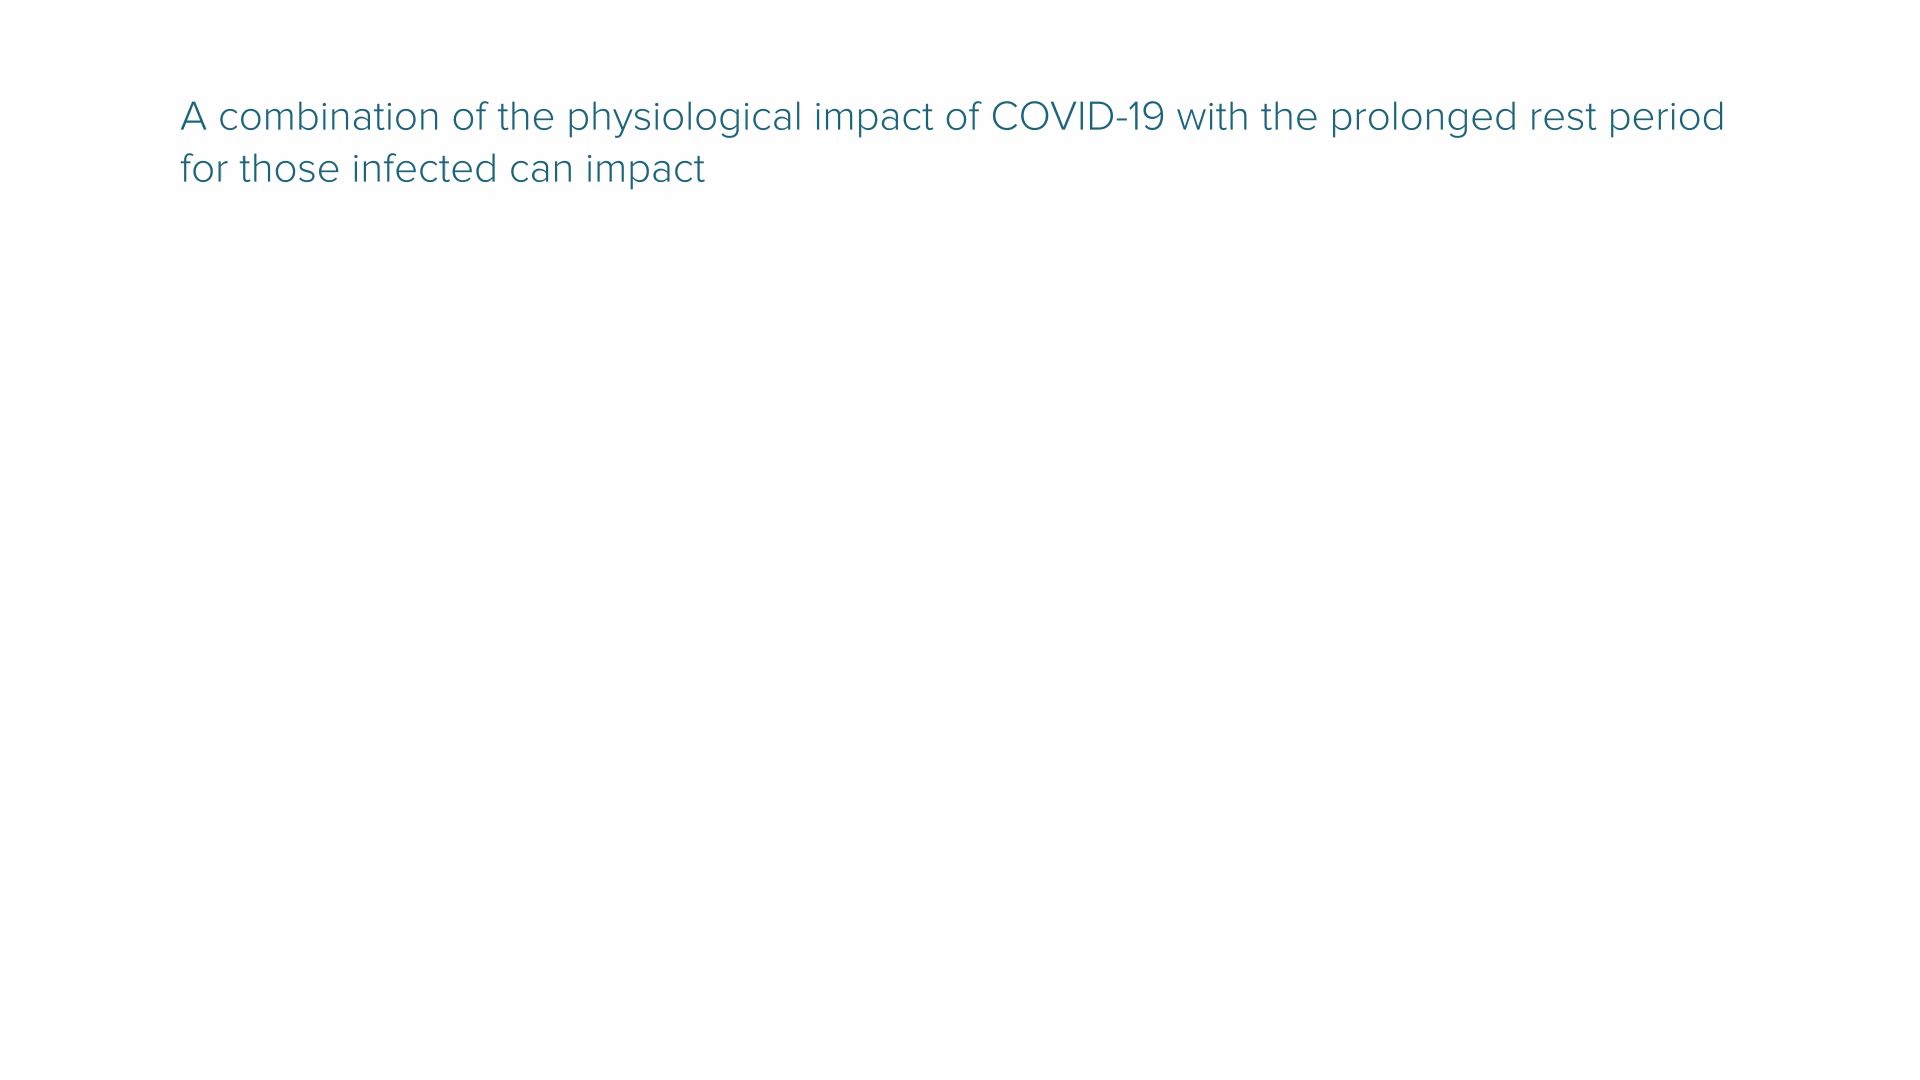 A combination of the physiological impact of COVID-19 with the prolonged rest period
for those infected can impact